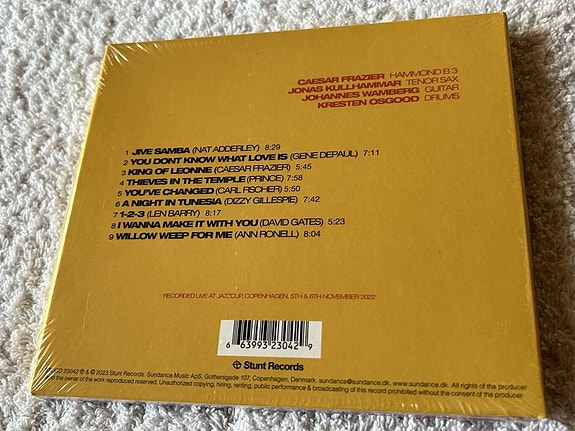 CAESAR FRAZIER HAMMOND B 3
JONAS KULLHAMMAR TENOR SAX
JOHANNES WAMBERG GUITAR
KRESTEN OSGOOD DRUMS
1 JIVE SAMBA (NAT ADDERLEY) 8:29
2 YOU DONT KNOW WHAT LOVE IS (GENE DEPAUL) 7:11
3 KING OF LEONNE (CAESAR FRAZIER) 5:45
4 THIEVES IN THE TEMPLE (PRINCE) 7:58
5 YOU'VE CHANGED (CARL FISCHER) 5:50
6 A NIGHT IN TUNESIA (DIZZY GILLESPIE) 7:42
7 1-2-3 (LEN BARRY) 8:17
8 I WANNA MAKE IT WITH YOU (DAVID GATES) 5:23
9 WILLOW WEEP FOR ME (ANN RONELL) 8:04
RECORDED LIVE AT JAZZCUP, COPENHAGEN, 5TH & 6TH NOVEMBER 2022
6 63993 23042 9
Stunt Records
CD 23042 ℗ & © 2023 Stunt Records. Sundance Music ApS. Gothersgade 107, Copenhagen, Denmark. sundance@sundance.dk, www.sundance.dk. All rights of the producer
and the owner of the work reproduced reserved. Unauthorized copying, hiring, renting, public performance & broadcasting of this record prohibited without the consent of the producer